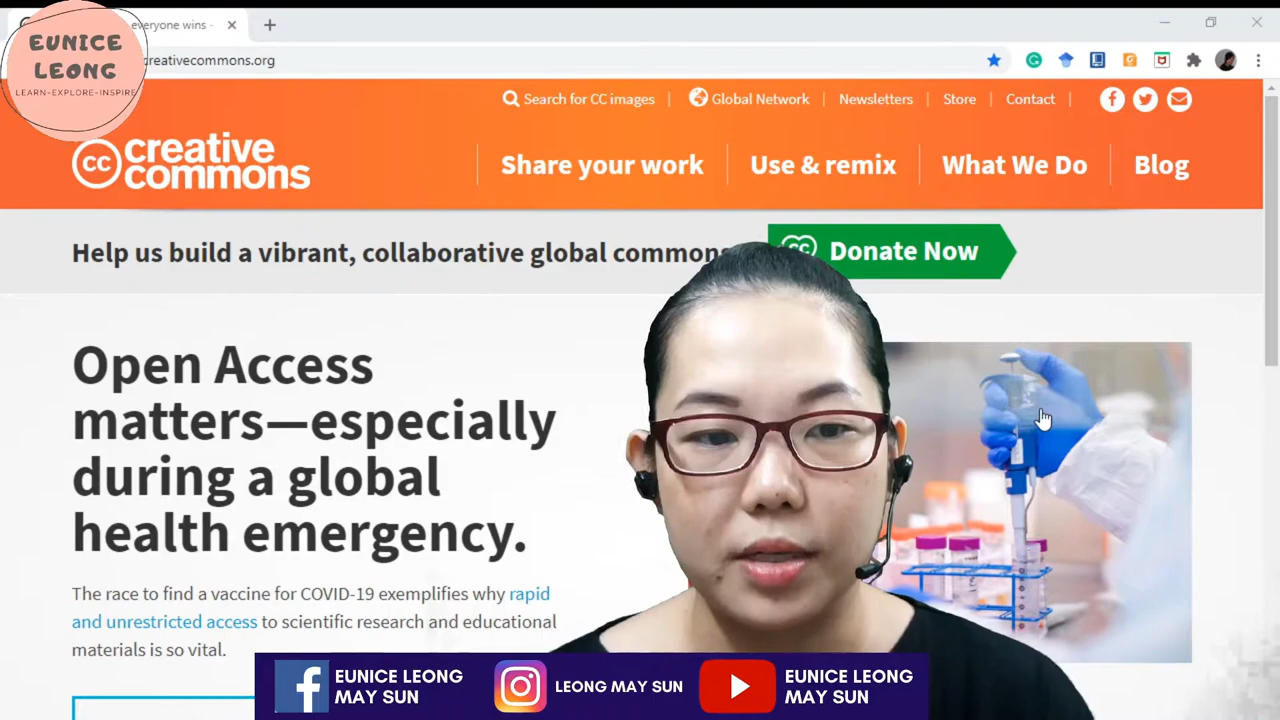 everyone wins -
EUNICE
LEONG
LEARN-EXPLORE-INSPIRE
creativecommons.org
Search for CC images
Global Network
Newsletters
Store
Contact
cc creative
commons
Share your work
Use & remix
What We Do
Blog
Help us build a vibrant, collaborative global commons
cc Donate Now
Open Access
matters—especially
during a global
health emergency.
The race to find a vaccine for COVID-19 exemplifies why rapid
and unrestricted access to scientific research and educational
materials is so vital.
EUNICE LEONG
MAY SUN
LEONG MAY SUN
EUNICE LEONG
MAY SUN